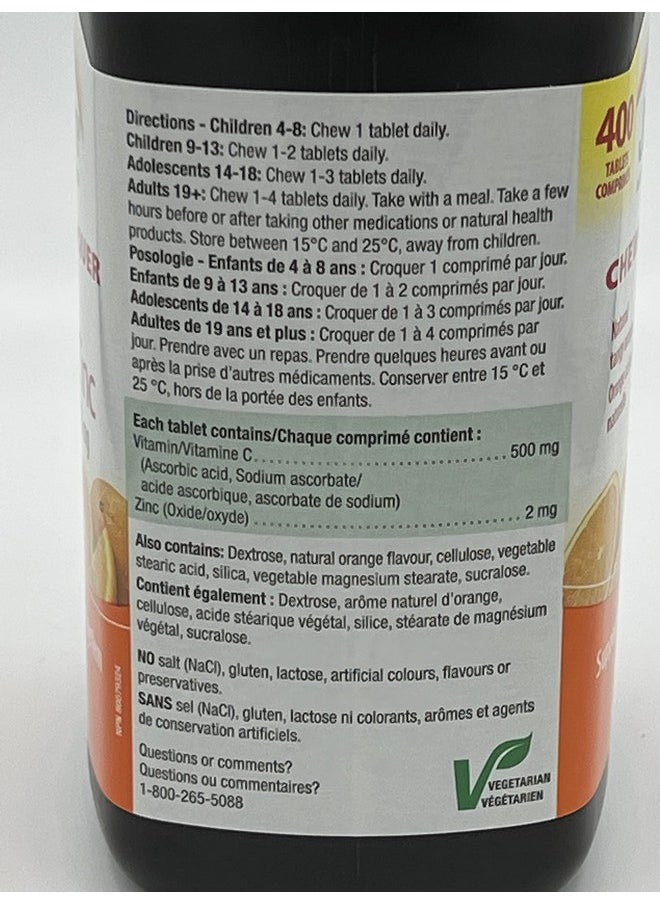 Directions - Children 4-8: Chew 1 tablet daily.
Children 9-13: Chew 1-2 tablets daily.
Adolescents 14-18: Chew 1-3 tablets daily.
Adults 19+: Chew 1-4 tablets daily. Take with a meal. Take a few
hours before or after taking other medications or natural health
products. Store between 15°C and 25°C, away from children.
Posologie - Enfants de 4 à 8 ans : Croquer 1 comprimé par jour.
Enfants de 9 à 13 ans : Croquer de 1 à 2 comprimés par jour.
Adolescents de 14 à 18 ans : Croquer de 1 à 3 comprimés par jour.
Adultes de 19 ans et plus : Croquer de 1 à 4 comprimés par
jour. Prendre avec un repas. Prendre quelques heures avant ou
après la prise d'autres médicaments. Conserver entre 15 °C et
25 °C, hors de la portée des enfants.
Each tablet contains/Chaque comprimé contient :
Vitamin/Vitamine C.................................... 500 mg
(Ascorbic acid, Sodium ascorbate/
acide ascorbique, ascorbate de sodium)
Zinc (Oxide/oxyde) ...................................... 2 mg
Also contains: Dextrose, natural orange flavour, cellulose, vegetable
stearic acid, silica, vegetable magnesium stearate, sucralose.
Contient également : Dextrose, arôme naturel d'orange,
cellulose, acide stéarique végétal, silice, stéarate de magnésium
végétal, sucralose.
NO salt (NaCl), gluten, lactose, artificial colours, flavours or
preservatives.
SANS sel (NaCl), gluten, lactose ni colorants, arômes et agents
de conservation artificiels.
Questions or comments?
Questions ou commentaires?
1-800-265-5088
VEGETARIAN
VÉGÉTARIEN
400